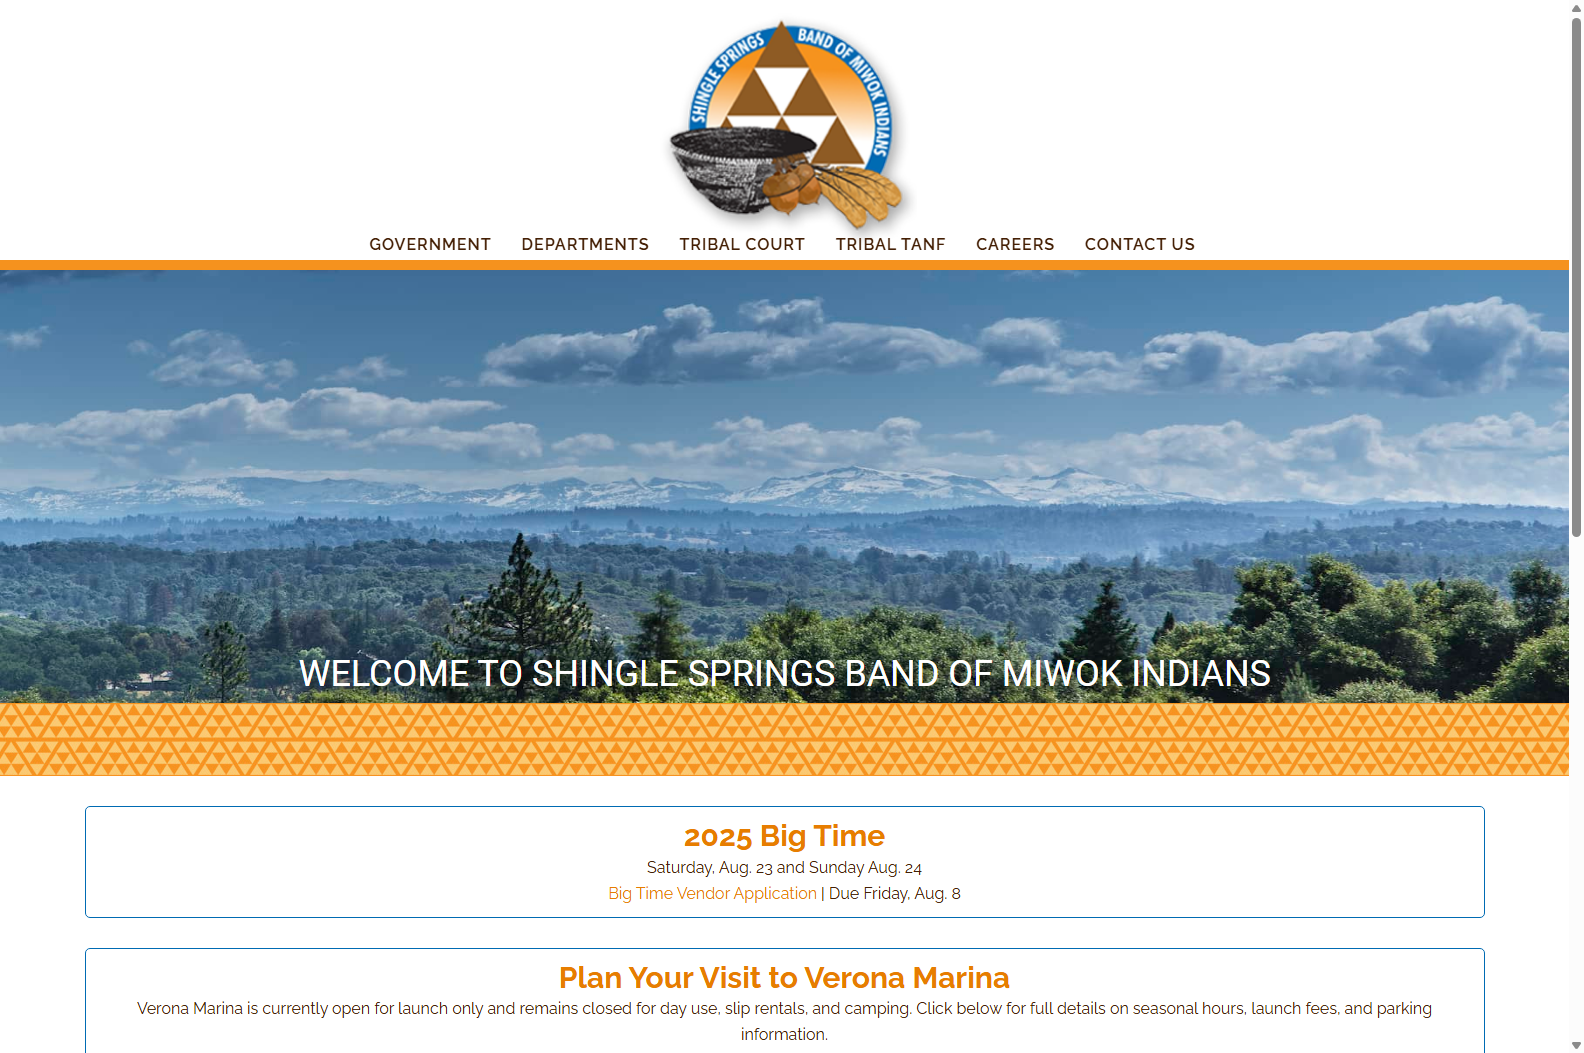 SHINGLE SPRINGS BAND OF MIWOK INDIANS
GOVERNMENT DEPARTMENTS TRIBAL COURT TRIBAL TANF CAREERS CONTACT US
WELCOME TO SHINGLE SPRINGS BAND OF MIWOK INDIANS
2025 Big Time
Saturday, Aug. 23 and Sunday Aug. 24
Big Time Vendor Application | Due Friday, Aug. 8
Plan Your Visit to Verona Marina
Verona Marina is currently open for launch only and remains closed for day use, slip rentals, and camping. Click below for full details on seasonal hours, launch fees, and parking
information.